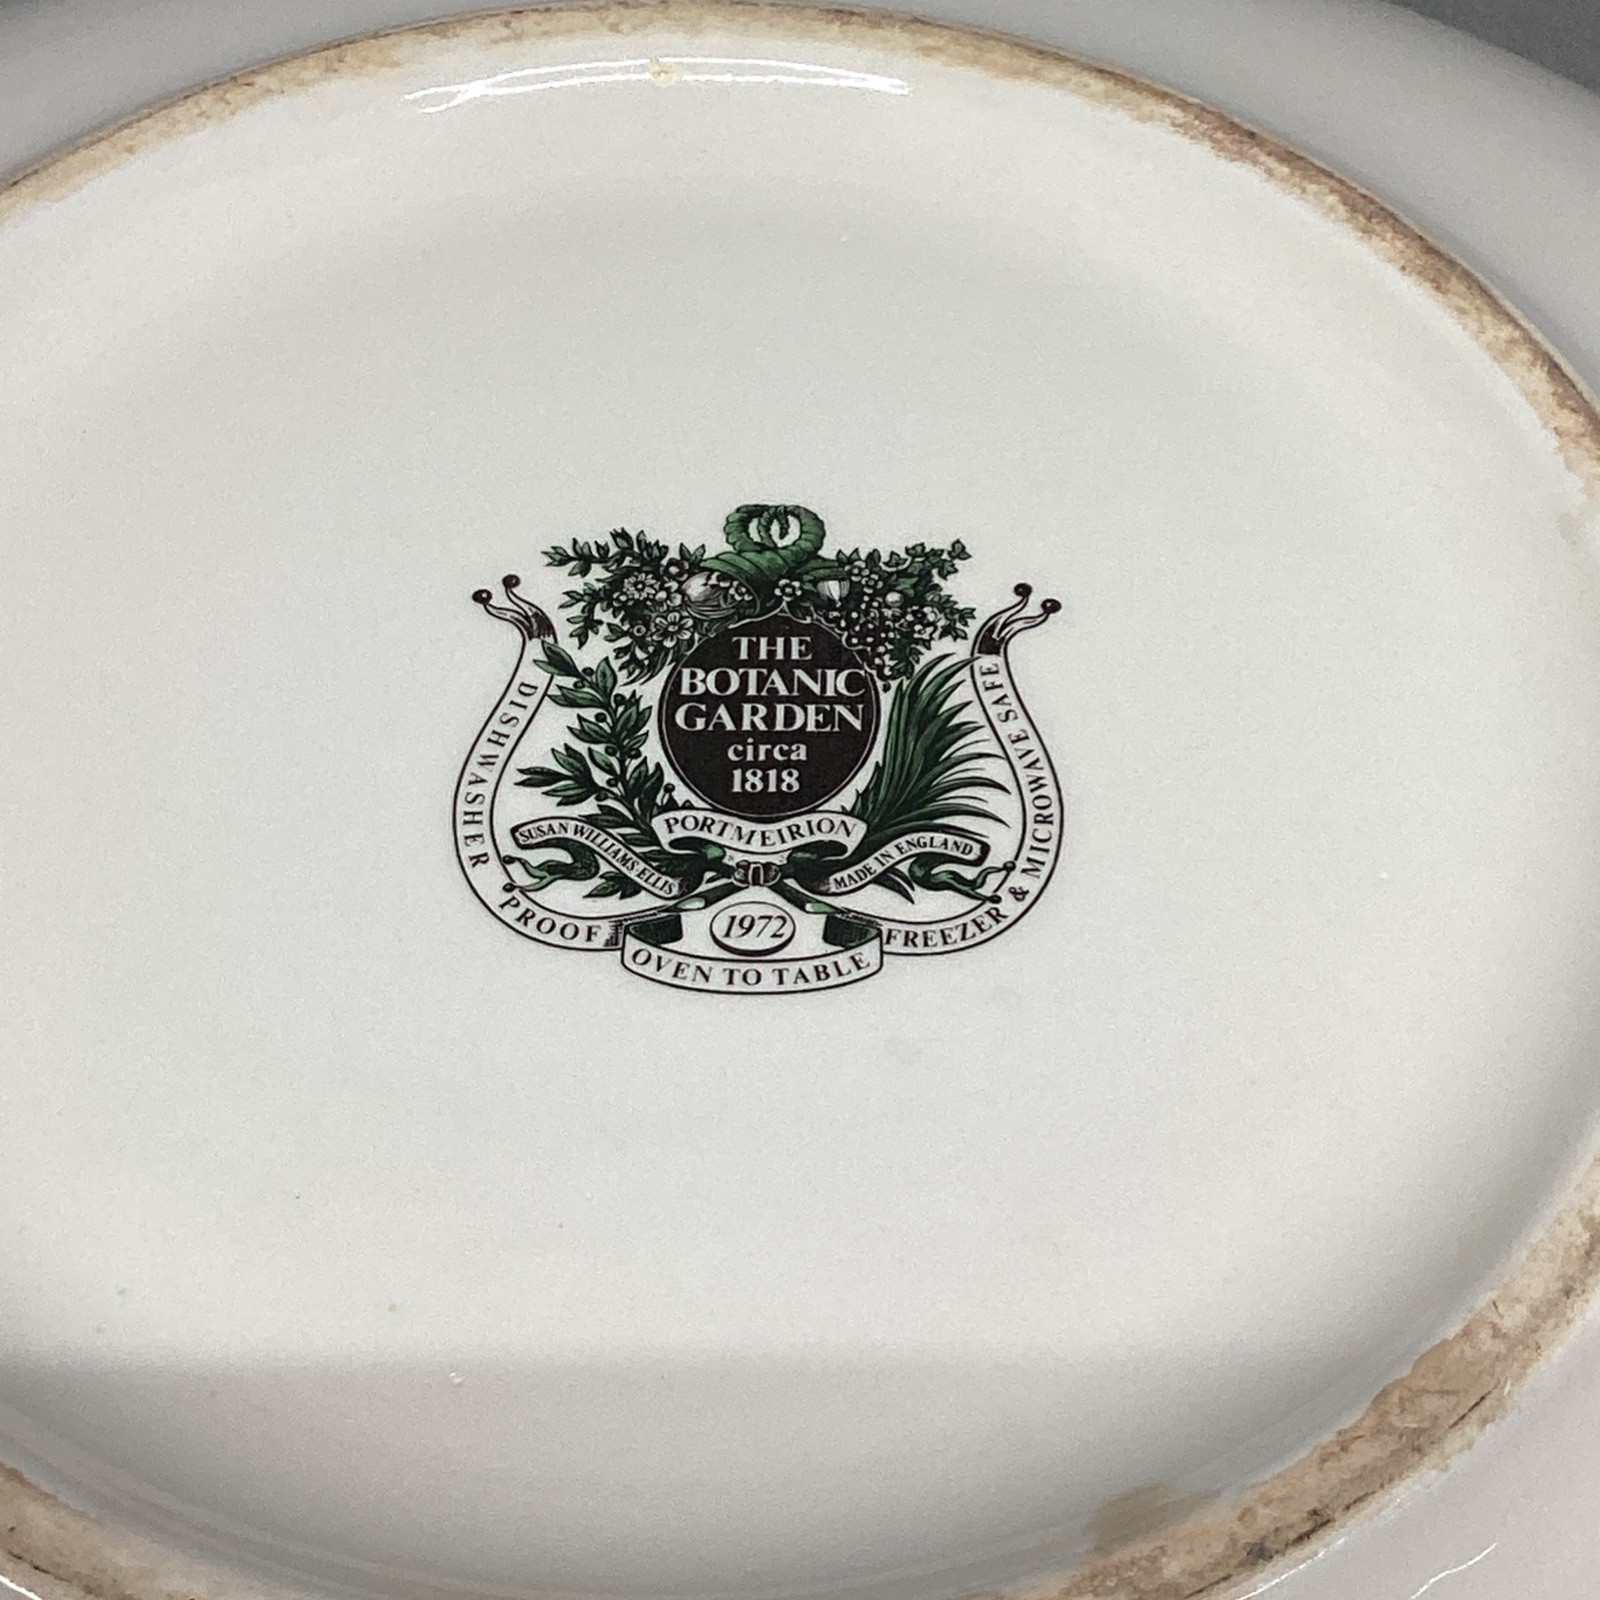 THE
BOTANIC
GARDEN
circa
1818
PORTMEIRION
SUSAN WILLIAMS-ELLIS
MADE IN ENGLAND
DISHWASHER PROOF
1972
OVEN TO TABLE
FREEZER & MICROWAVE SAFE